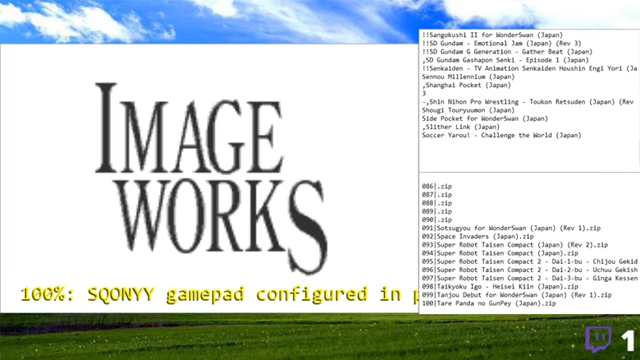 IMAGE
WORKS
100%: SQONYY gamepad configured in p
!!Sangokushi II for WonderSwan (Japan)
!!SD Gundam - Emotional Jam (Japan) (Rev 3)
!!SD Gundam G Generation - Gather Beat (Japan)
,SD Gundam Gashapon Senki - Episode 1 (Japan)
!!Senkaiden - TV Animation Senkaiden Houshin Engi Yori (Ja
Sennou Millennium (Japan)
,Shanghai Pocket (Japan)
3
-,Shin Nihon Pro Wrestling - Toukon Retsuden (Japan) (Rev
Shougi Touryuumon (Japan)
Side Pocket for WonderSwan (Japan)
,Slither Link (Japan)
Soccer Yarou! - Challenge the World (Japan)
086|.zip
087|.zip
088|.zip
089|.zip
090|.zip
091|Sotsugyou for WonderSwan (Japan) (Rev 1).zip
092|Space Invaders (Japan).zip
093|Super Robot Taisen Compact (Japan) (Rev 2).zip
094|Super Robot Taisen Compact (Japan).zip
095|Super Robot Taisen Compact 2 - Dai-1-bu - Chijou Gekid
096|Super Robot Taisen Compact 2 - Dai-2-bu - Uchuu Gekish
097|Super Robot Taisen Compact 2 - Dai-3-bu - Ginga Kessen
098|Taikyoku Igo - Heisei Kiin (Japan).zip
099|Tanjou Debut for WonderSwan (Japan) (Rev 1).zip
100|Tare Panda no GunPey (Japan).zip
1